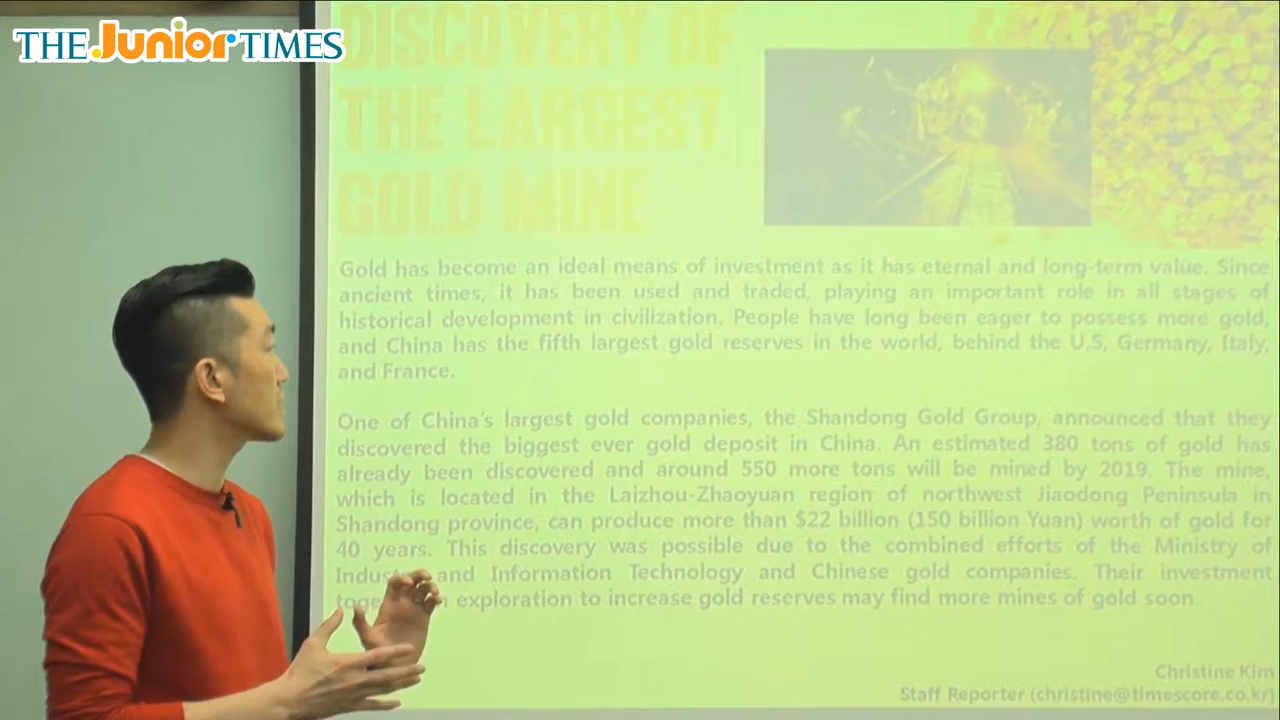 THE Junior TIMES
DISCOVERY OF
THE LARGEST
GOLD MINE
Gold has become an ideal means of investment as it has eternal and long-term value. Since
ancient times, it has been used and traded, playing an important role in all stages of
historical development in civilization. People have long been eager to possess more gold,
and China has the fifth largest gold reserves in the world, behind the U.S, Germany, Italy,
and France.
One of China's largest gold companies, the Shandong Gold Group, announced that they
discovered the biggest ever gold deposit in China. An estimated 380 tons of gold has
already been discovered and around 550 more tons will be mined by 2019. The mine,
which is located in the Laizhou-Zhaoyuan region of northwest Jiaodong Peninsula in
Shandong province, can produce more than $22 billion (150 billion Yuan) worth of gold for
40 years. This discovery was possible due to the combined efforts of the Ministry of
and Information Technology and Chinese gold companies. Their investment
exploration to increase gold reserves may find more mines of gold soon.
Christine Kim
Staff Reporter (christine@timescore.co.kr)